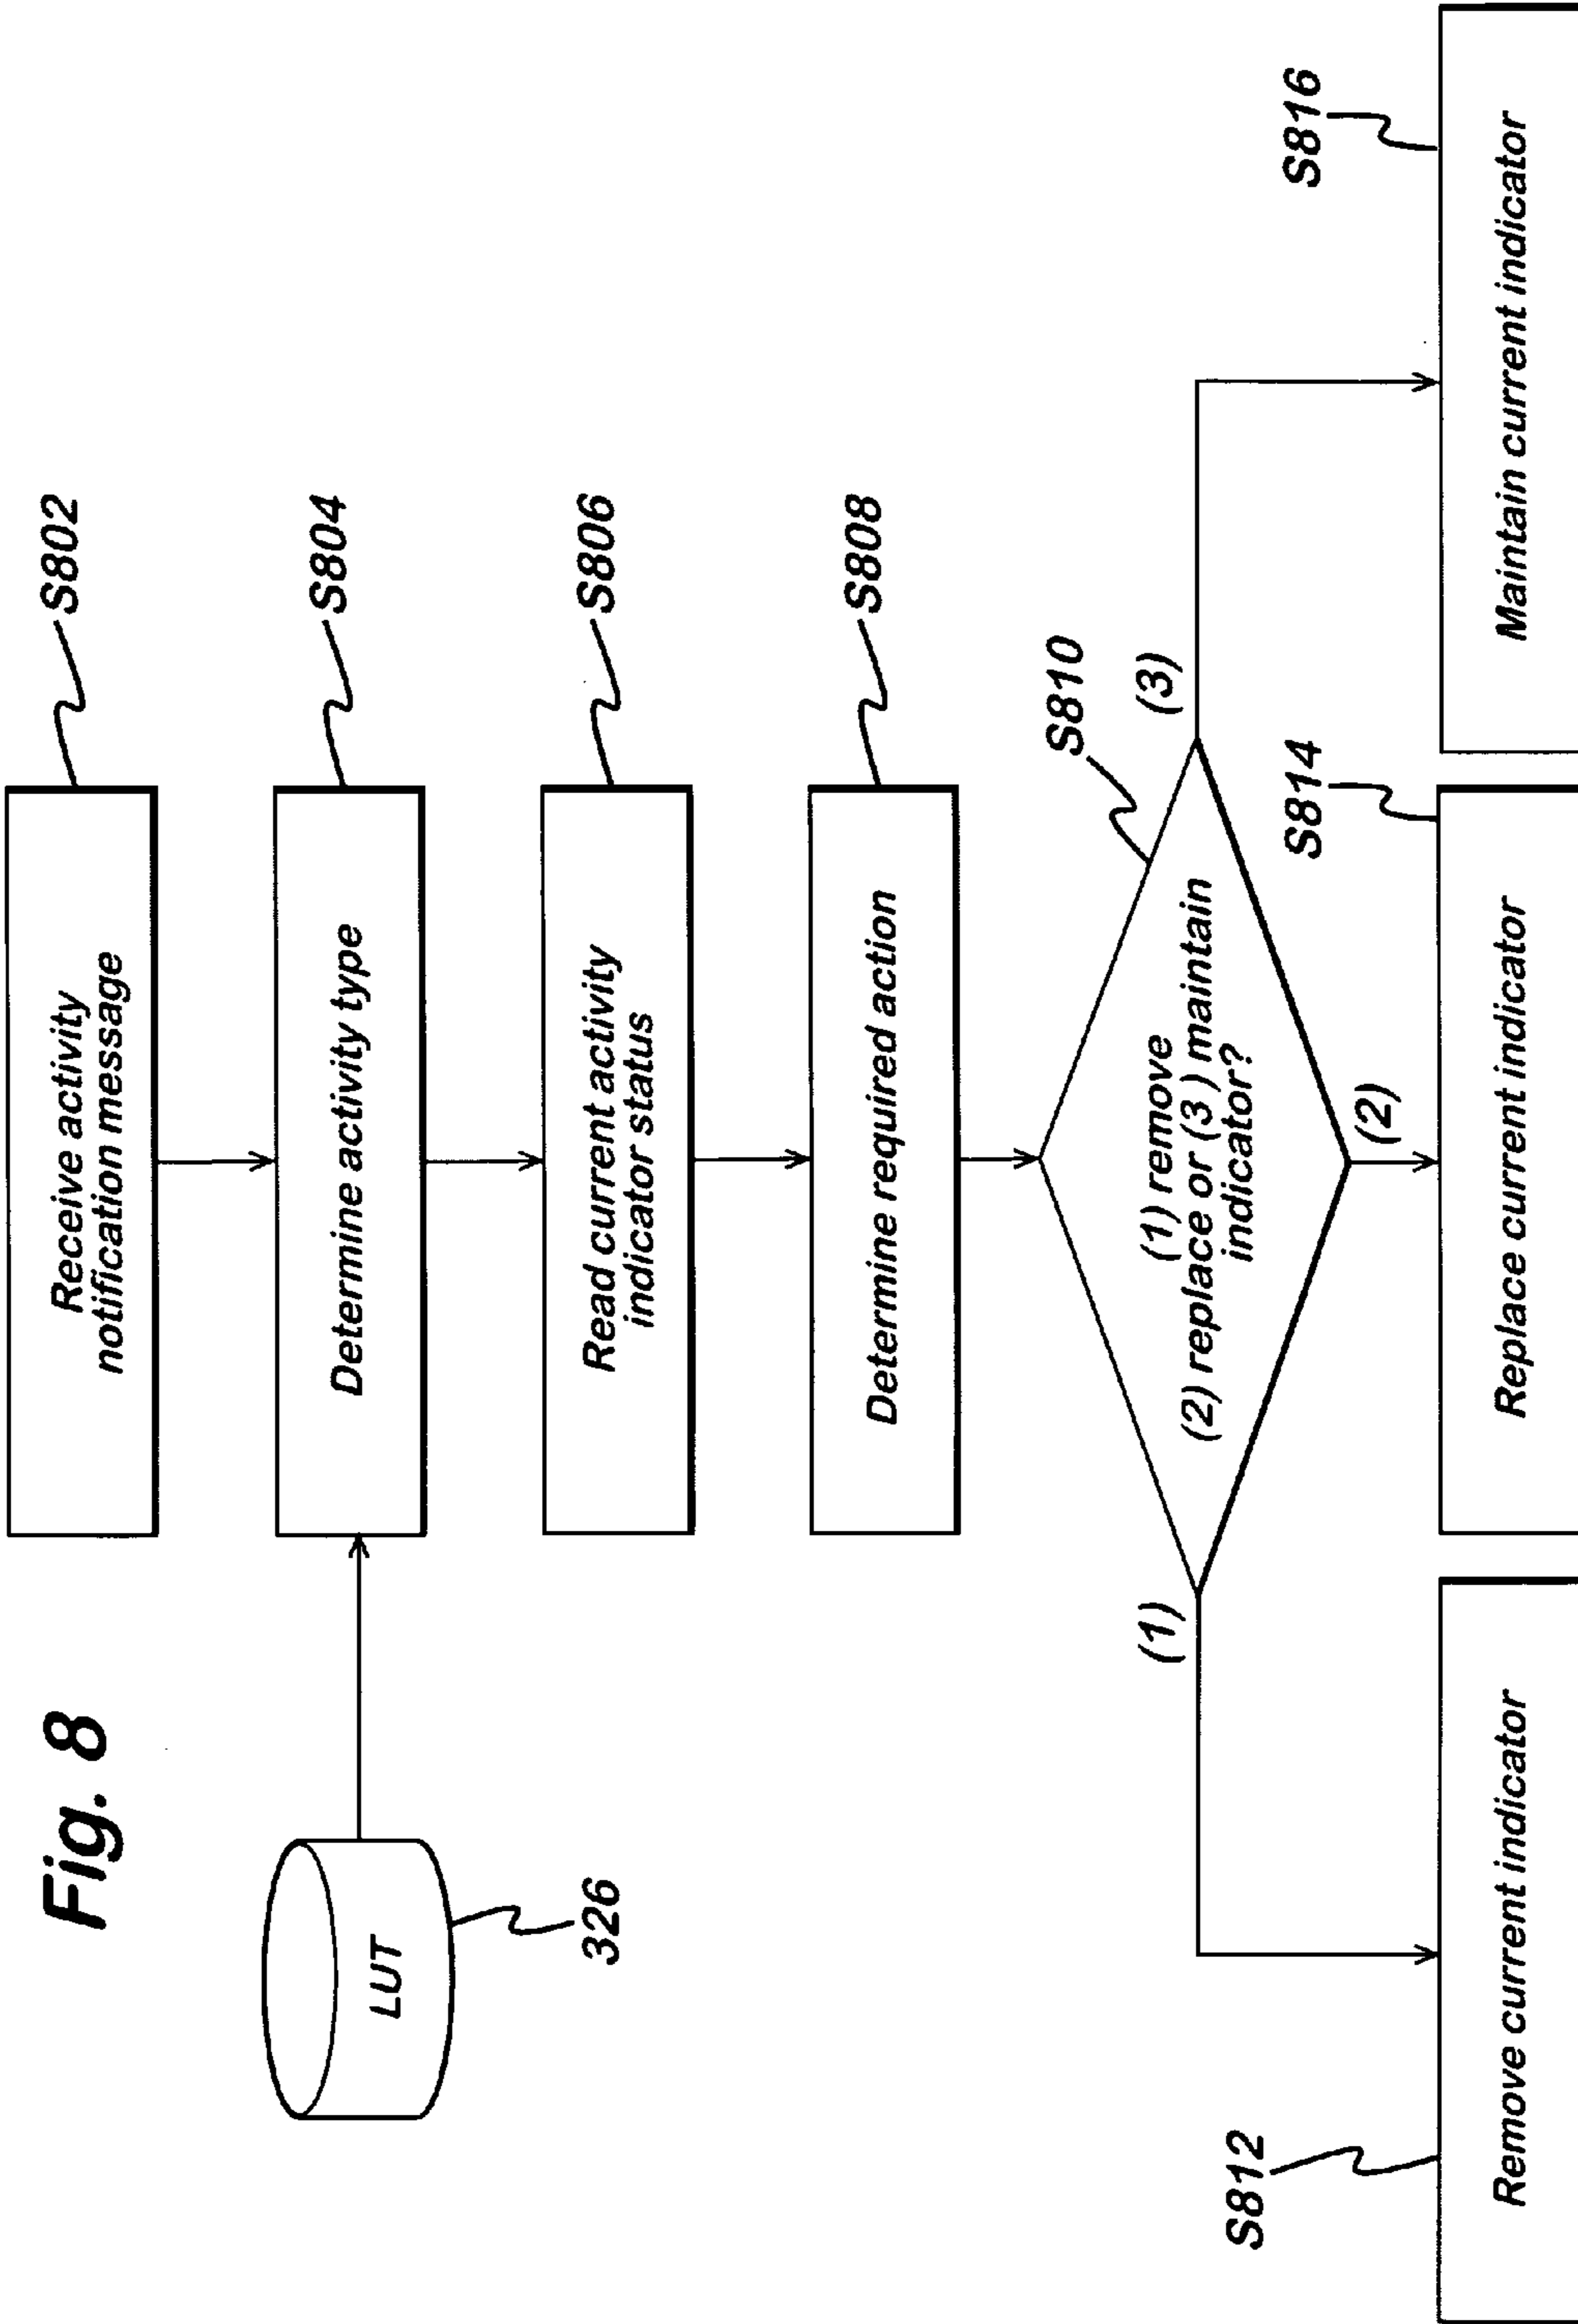 Fig. 8
Receive activity
notification message
S802
LUT
326
Determine activity type
S804
Read current activity
indicator status
S806
Determine required action
S808
(1) remove
(2) replace or (3) maintain
indicator?
S810
(1)
(2)
(3)
S812
Remove current indicator
S814
Replace current indicator
S816
Maintain current indicator